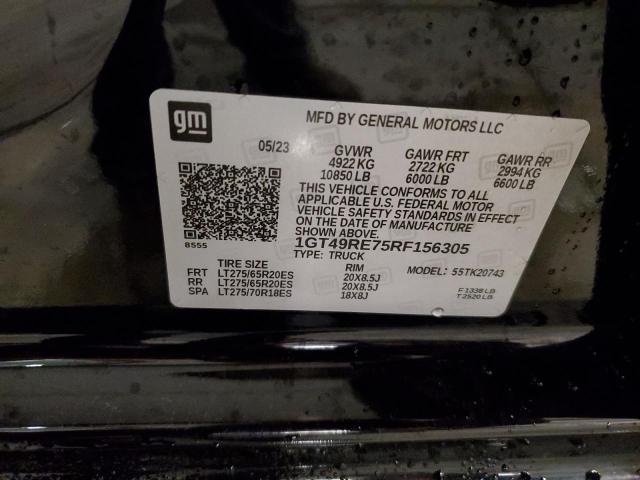 gm
MFD BY GENERAL MOTORS LLC
05/23 GVWR GAWR FRT GAWR RR
4922 KG 2722 KG 2994 KG
10850 LB 6000 LB 6600 LB
THIS VEHICLE CONFORMS TO ALL
APPLICABLE U.S. FEDERAL MOTOR
VEHICLE SAFETY STANDARDS IN EFFECT
ON THE DATE OF MANUFACTURE
SHOWN ABOVE.
8555
1GT49RE75RF156305
TYPE: TRUCK
TIRE SIZE RIM MODEL: 55TK20743
FRT LT275/65R20ES 20X8.5J
RR LT275/65R20ES 20X8.5J F 1338 LB
SPA LT275/70R18ES 18X8J T 2520 LB